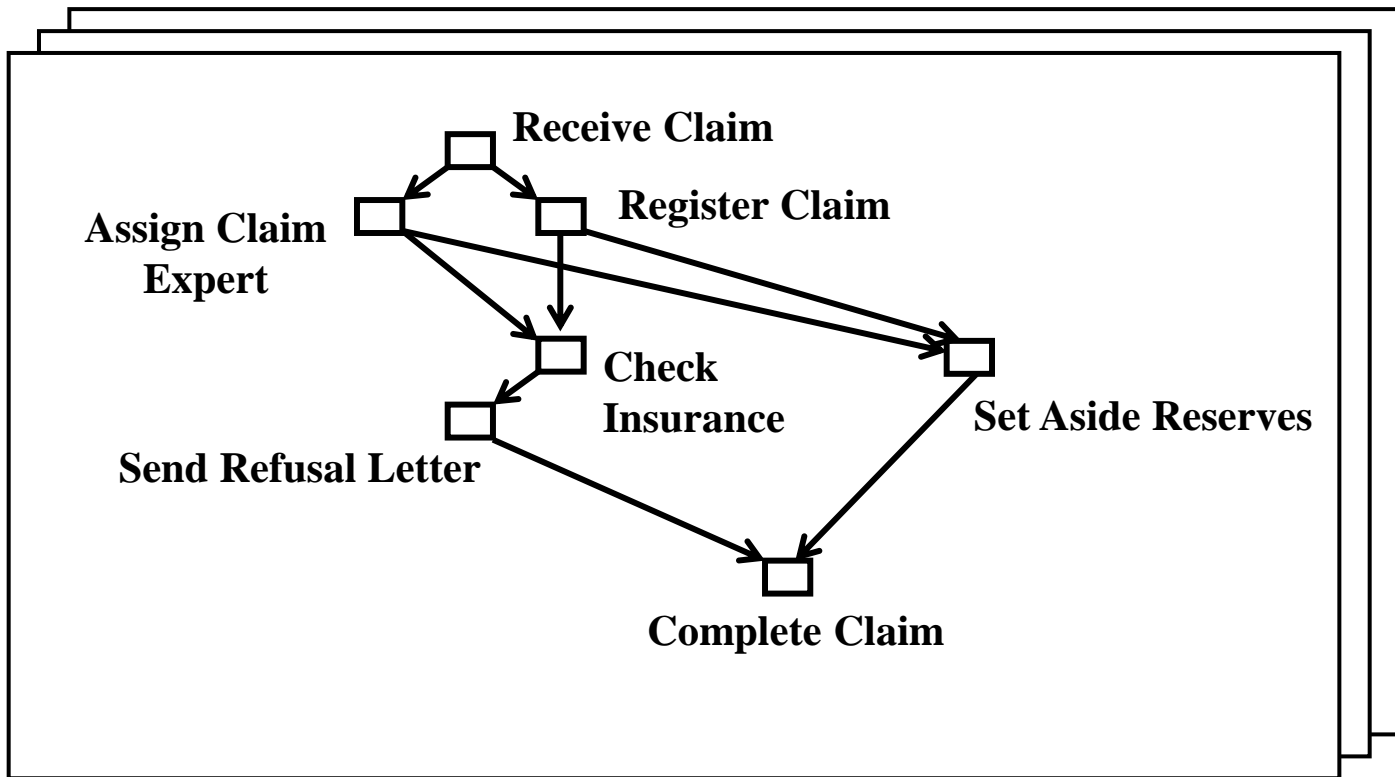 Receive Claim
Register Claim
Assign Claim
Expert
Check
Insurance
Set Aside Reserves
Send Refusal Letter
Complete Claim